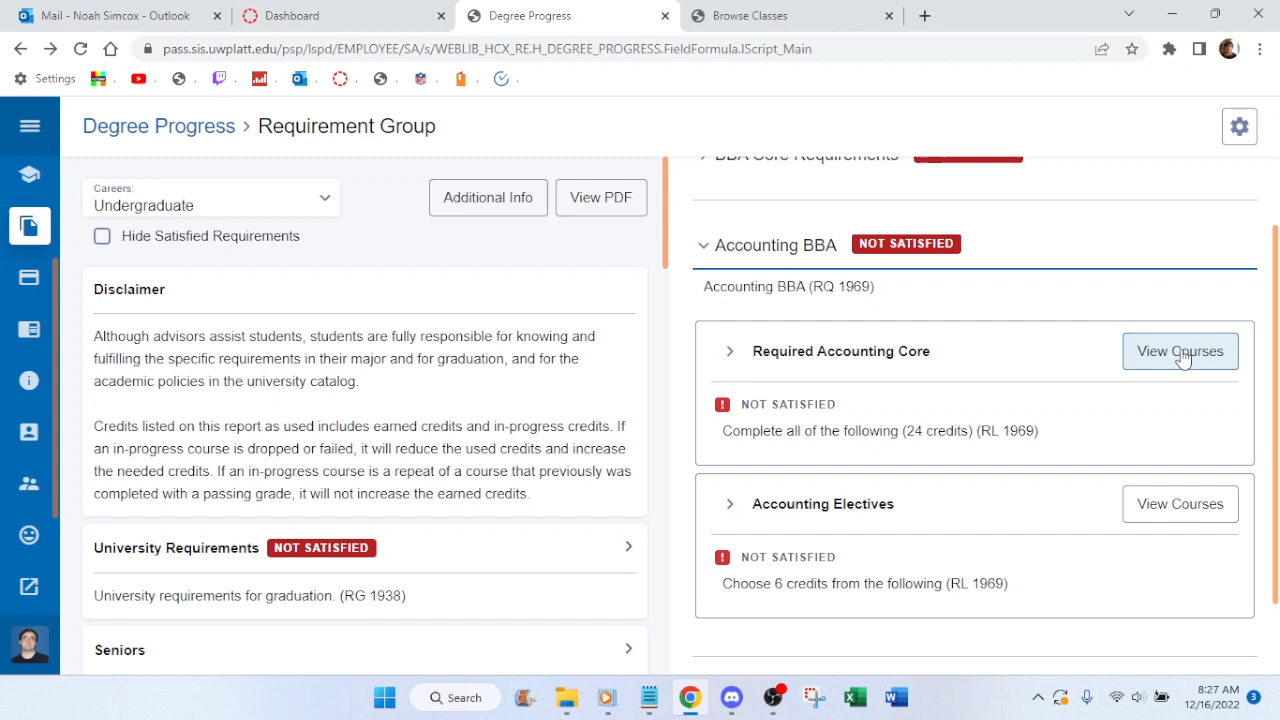 Mail - Noah Simcox - Outlook
Dashboard
Degree Progress
Browse Classes
pass.sis.uwplatt.edu/psp/lspd/EMPLOYEE/SA/s/WEBLIB_HCX_RE.H_DEGREE_PROGRESS.FieldFormula.IScript_Main
Settings
Degree Progress > Requirement Group
Careers:
Undergraduate
Additional Info
View PDF
Hide Satisfied Requirements
Disclaimer
Although advisors assist students, students are fully responsible for knowing and
fulfilling the specific requirements in their major and for graduation, and for the
academic policies in the university catalog.
Credits listed on this report as used includes earned credits and in-progress credits. If
an in-progress course is dropped or failed, it will reduce the used credits and increase
the needed credits. If an in-progress course is a repeat of a course that previously was
completed with a passing grade, it will not increase the earned credits.
University Requirements NOT SATISFIED
University requirements for graduation. (RG 1938)
Seniors
BBA Core Requirements
Accounting BBA NOT SATISFIED
Accounting BBA (RQ 1969)
Required Accounting Core
View Courses
NOT SATISFIED
Complete all of the following (24 credits) (RL 1969)
Accounting Electives
View Courses
NOT SATISFIED
Choose 6 credits from the following (RL 1969)
Search
8:27 AM
12/16/2022
3